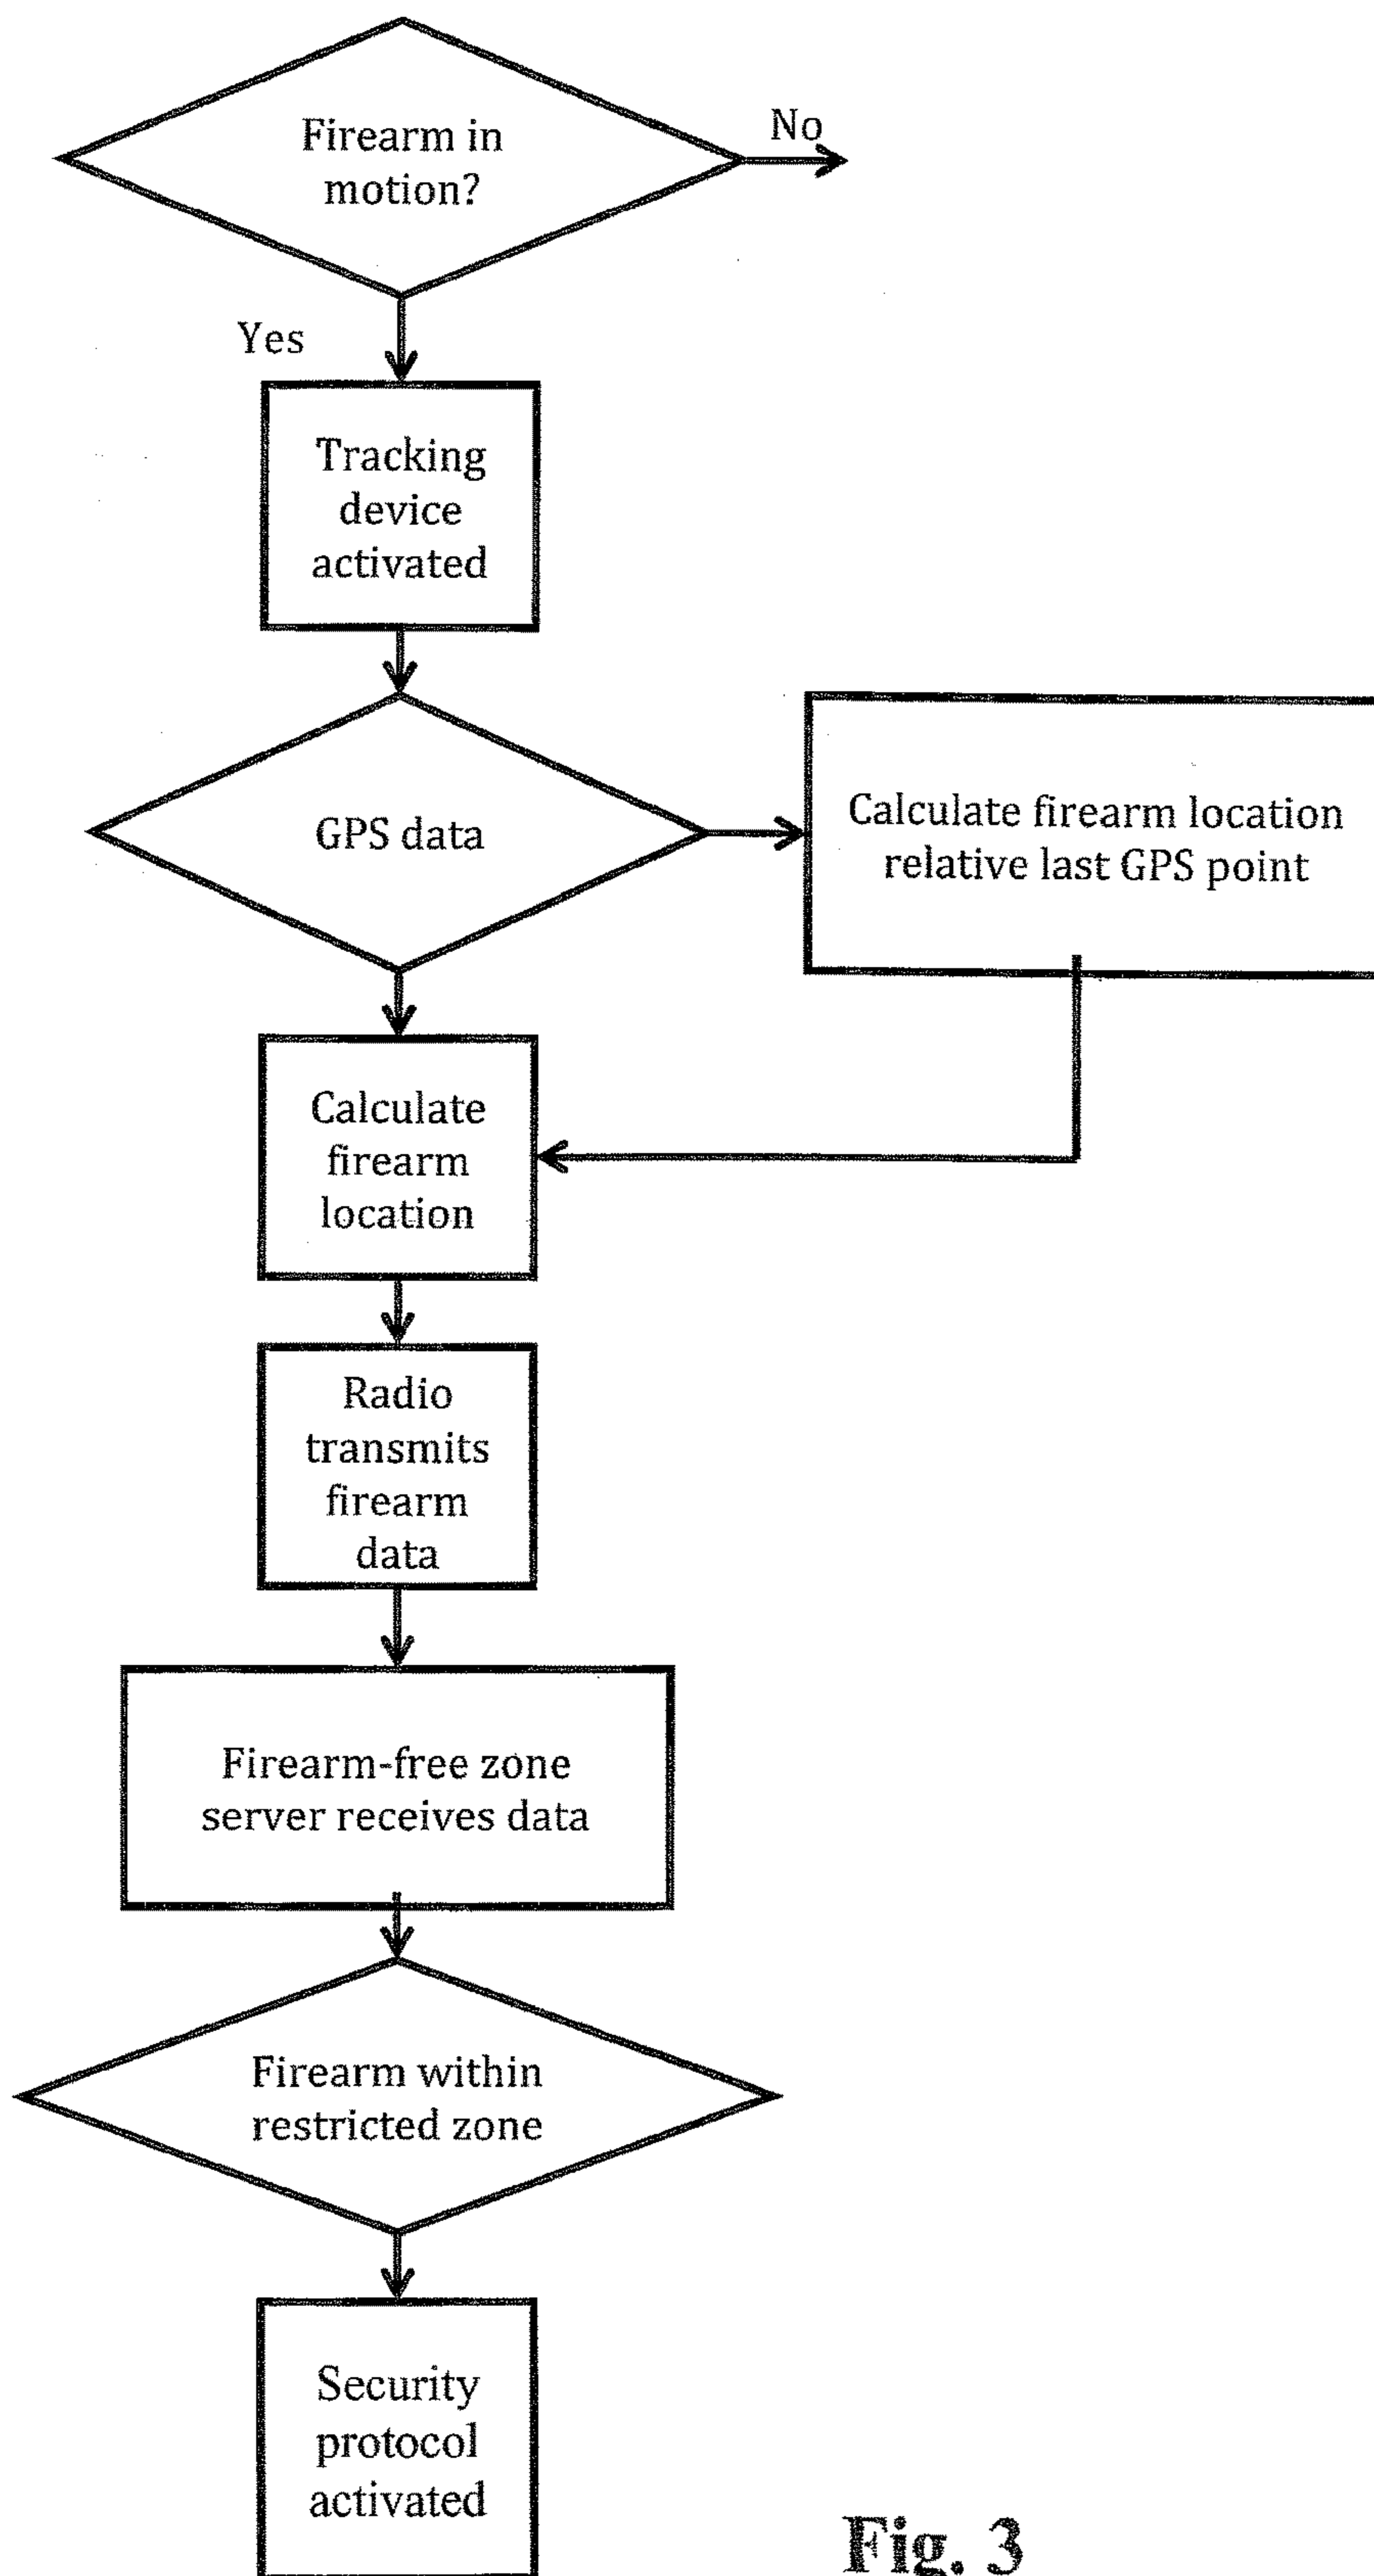 Firearm in
motion?
No
Yes
Tracking
device
activated
GPS data
Calculate firearm location
relative last GPS point
Calculate
firearm
location
Radio
transmits
firearm
data
Firearm-free zone
server receives data
Firearm within
restricted zone
Security
protocol
activated
Fig. 3